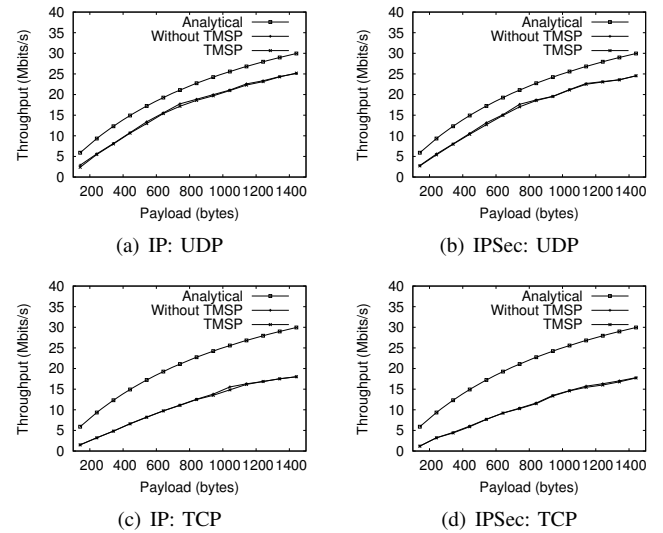 40
35
30
25
20
15
10
5
0
Throughput (Mbits/s)
Analytical
Without TMSP
TMSP
200 400 600 800 1000 1200 1400
Payload (bytes)
(a) IP: UDP
40
35
30
25
20
15
10
5
0
Throughput (Mbits/s)
Analytical
Without TMSP
TMSP
200 400 600 800 1000 1200 1400
Payload (bytes)
(b) IPSec: UDP
40
35
30
25
20
15
10
5
0
Throughput (Mbits/s)
Analytical
Without TMSP
TMSP
200 400 600 800 1000 1200 1400
Payload (bytes)
(c) IP: TCP
40
35
30
25
20
15
10
5
0
Throughput (Mbits/s)
Analytical
Without TMSP
TMSP
200 400 600 800 1000 1200 1400
Payload (bytes)
(d) IPSec: TCP